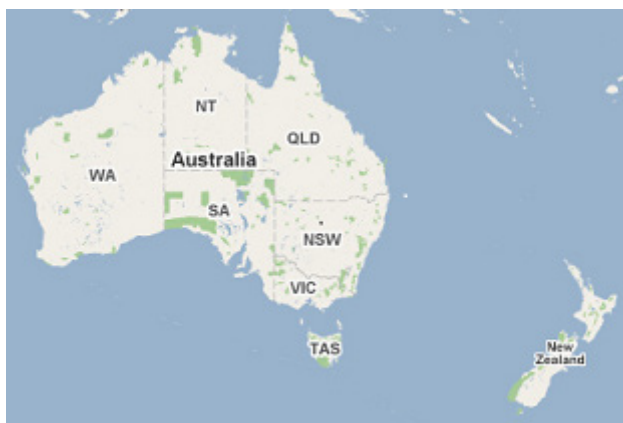 NT
QLD
Australia
WA
SA
NSW
VIC
TAS
New
Zealand